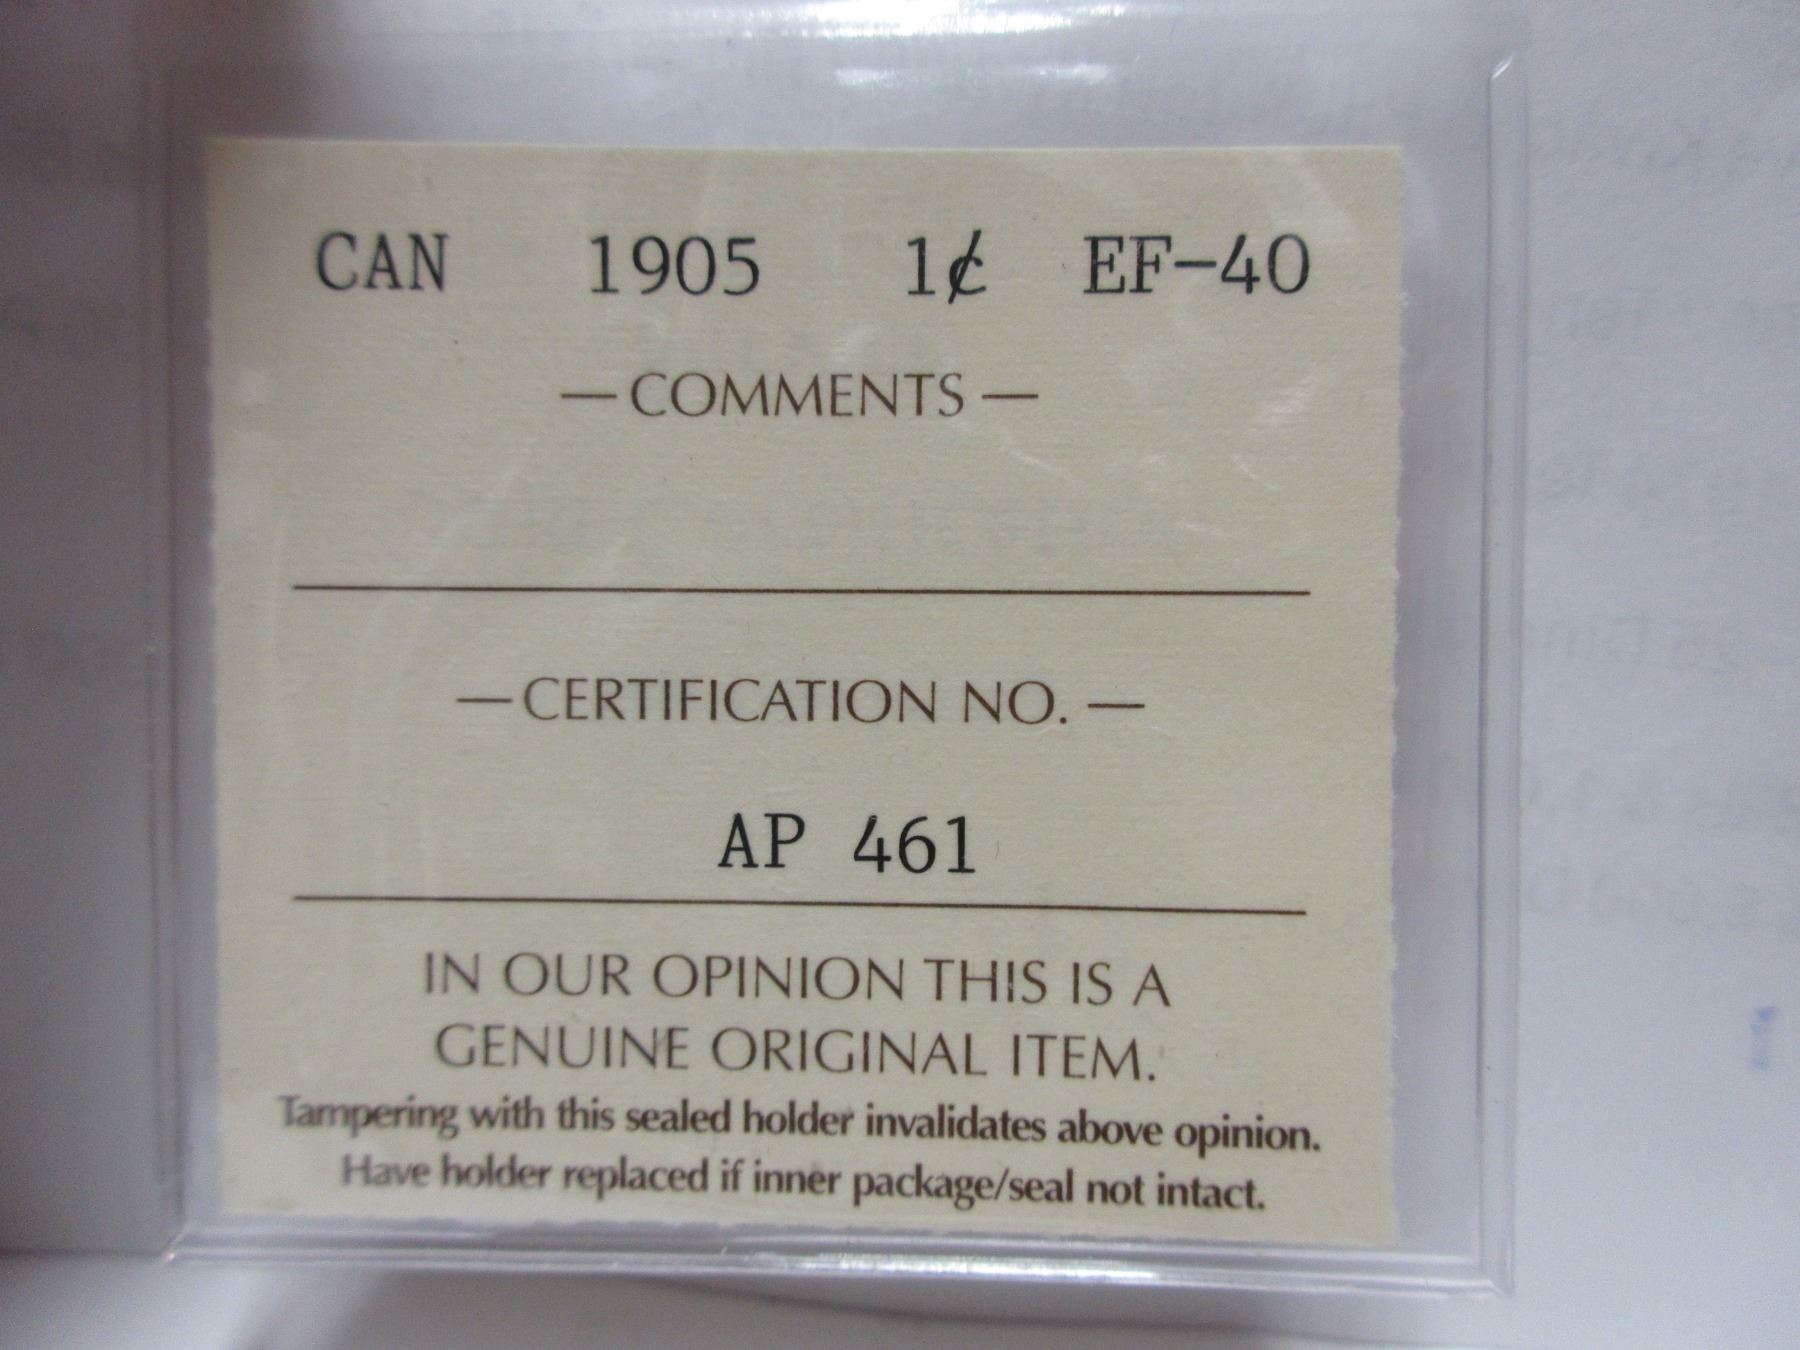 CAN 1905 1¢ EF-40
— COMMENTS —
— CERTIFICATION NO. —
AP 461
IN OUR OPINION THIS IS A
GENUINE ORIGINAL ITEM.
Tampering with this sealed holder invalidates above opinion.
Have holder replaced if inner package/seal not intact.